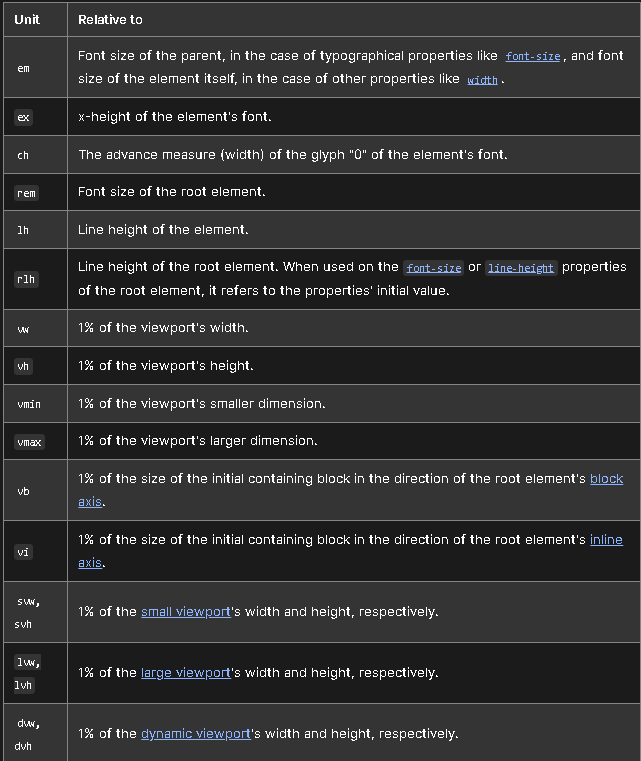 Unit Relative to
em Font size of the parent, in the case of typographical properties like font-size, and font
size of the element itself, in the case of other properties like width.
ex x-height of the element's font.
ch The advance measure (width) of the glyph "0" of the element's font.
rem Font size of the root element.
lh Line height of the element.
rlh Line height of the root element. When used on the font-size or line-height properties
of the root element, it refers to the properties' initial value.
vw 1% of the viewport's width.
vh 1% of the viewport's height.
vmin 1% of the viewport's smaller dimension.
vmax 1% of the viewport's larger dimension.
vb 1% of the size of the initial containing block in the direction of the root element's block
axis.
vi 1% of the size of the initial containing block in the direction of the root element's inline
axis.
svw,
svh 1% of the small viewport's width and height, respectively.
lvw,
lvh 1% of the large viewport's width and height, respectively.
dvw,
dvh 1% of the dynamic viewport's width and height, respectively.